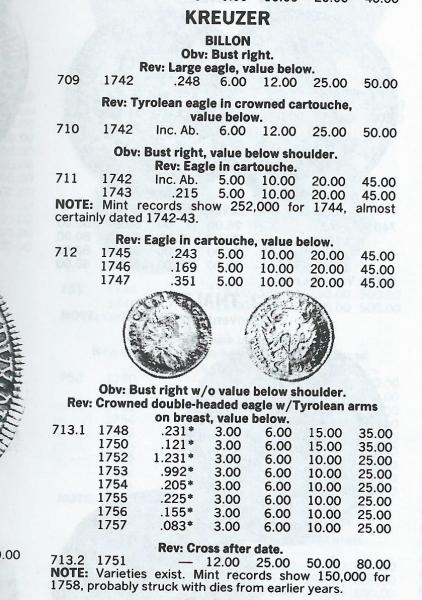 KREUZER
BILLON
Obv: Bust right.
Rev: Large eagle, value below.
709 1742 .248 6.00 12.00 25.00 50.00
Rev: Tyrolean eagle in crowned cartouche,
value below.
710 1742 Inc. Ab. 6.00 12.00 25.00 50.00
Obv: Bust right, value below shoulder.
Rev: Eagle in cartouche.
711 1742 Inc. Ab. 5.00 10.00 20.00 45.00
1743 .215 5.00 10.00 20.00 45.00
NOTE: Mint records show 252,000 for 1744, almost
certainly dated 1742-43.
Rev: Eagle in cartouche, value below.
712 1745 .243 5.00 10.00 20.00 45.00
1746 .169 5.00 10.00 20.00 45.00
1747 .351 5.00 10.00 20.00 45.00
Obv: Bust right w/o value below shoulder.
Rev: Crowned double-headed eagle w/Tyrolean arms
on breast, value below.
713.1 1748 .231* 3.00 6.00 15.00 35.00
1750 .121* 3.00 6.00 15.00 35.00
1752 1.231* 3.00 6.00 10.00 25.00
1753 .992* 3.00 6.00 10.00 25.00
1754 .205* 3.00 6.00 10.00 25.00
1755 .225* 3.00 6.00 10.00 25.00
1756 .155* 3.00 6.00 10.00 25.00
1757 .083* 3.00 6.00 10.00 25.00
Rev: Cross after date.
713.2 1751 — 12.00 25.00 50.00 80.00
NOTE: Varieties exist. Mint records show 150,000 for
1758, probably struck with dies from earlier years.